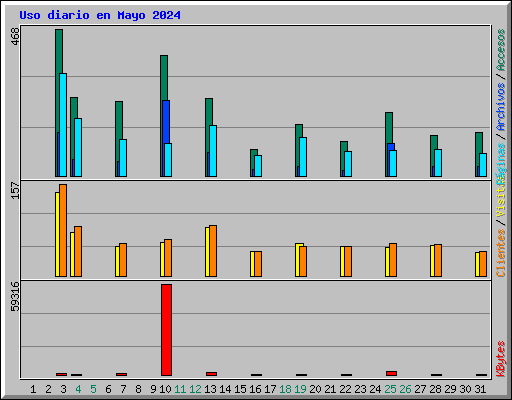 Uso diario en Mayo 2024
468
157
59316
Accesos / Archivos / Páginas / Visitas / Clientes
KBytes
1 2 3 4 5 6 7 8 9 10 11 12 13 14 15 16 17 18 19 20 21 22 23 24 25 26 27 28 29 30 31